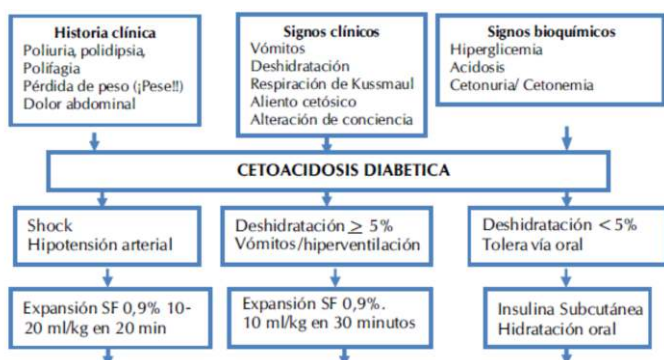 Historia clínica
Poliuria, polidipsia,
Polifagia
Pérdida de peso (¡Pese!!)
Dolor abdominal
Signos clínicos
Vómitos
Deshidratación
Respiración de Kussmaul
Aliento cetósico
Alteración de conciencia
Signos bioquímicos
Hiperglicemia
Acidosis
Cetonuria/ Cetonemia
CETOACIDOSIS DIABETICA
Shock
Hipotensión arterial
Deshidratación ≥ 5%
Vómitos/hiperventilación
Deshidratación <5%
Tolera vía oral
Expansión SF 0,9% 10-
20 ml/kg en 20 min
Expansión SF 0,9%.
10 ml/kg en 30 minutos
Insulina Subcutánea
Hidratación oral